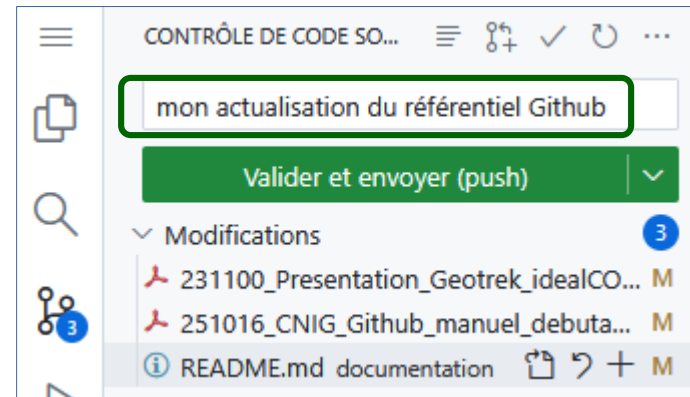 CONTRÔLE DE CODE SO...
mon actualisation du référentiel Github
Valider et envoyer (push)
Modifications 3
231100_Presentation_Geotrek_idealCO... M
251016_CNIG_Github_manuel_debuta... M
3
README.md documentation M